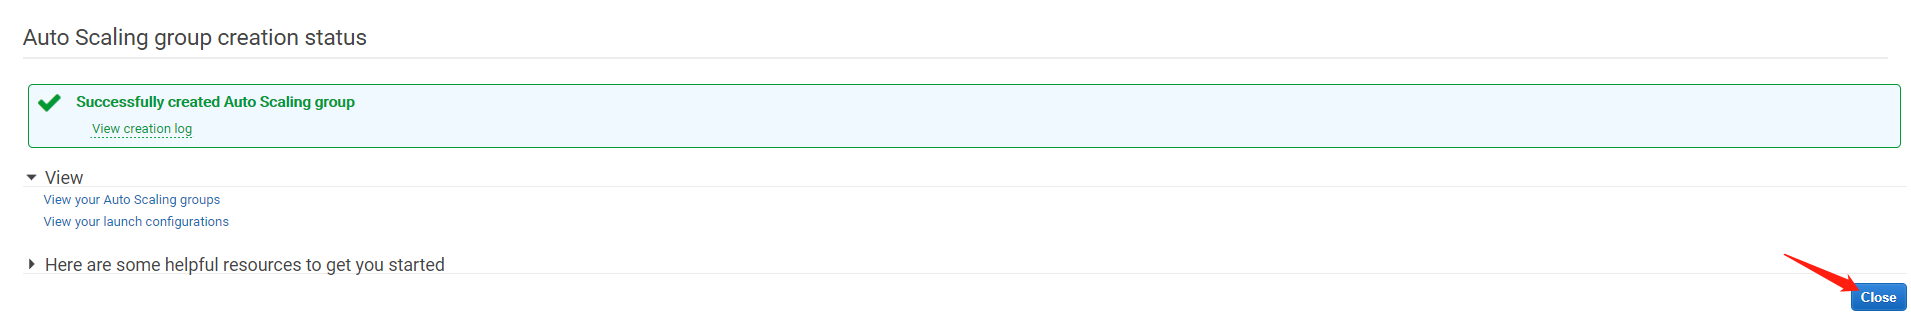 Auto Scaling group creation status
Successfully created Auto Scaling group
View creation log
View
View your Auto Scaling groups
View your launch configurations
Here are some helpful resources to get you started
Close